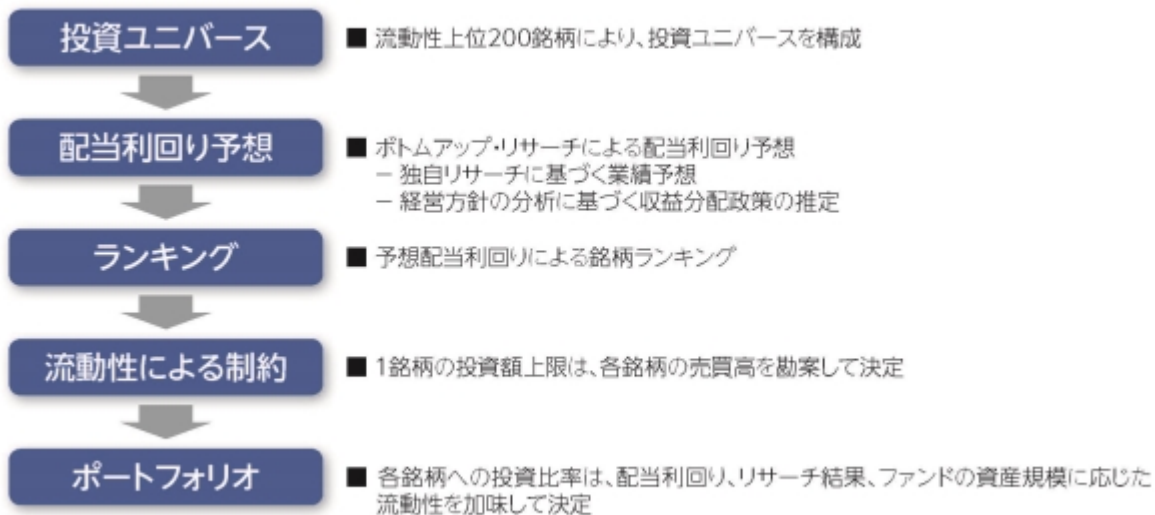 投資ユニバース
■ 流動性上位200銘柄により、投資ユニバースを構成
配当利回り予想
■ ボトムアップ・リサーチによる配当利回り予想
− 独自リサーチに基づく業績予想
− 経営方針の分析に基づく収益分配政策の推定
ランキング
■ 予想配当利回りによる銘柄ランキング
流動性による制約
■ 1銘柄の投資額上限は、各銘柄の売買高を勘案して決定
ポートフォリオ
■ 各銘柄への投資比率は、配当利回り、リサーチ結果、ファンドの資産規模に応じた
流動性を加味して決定